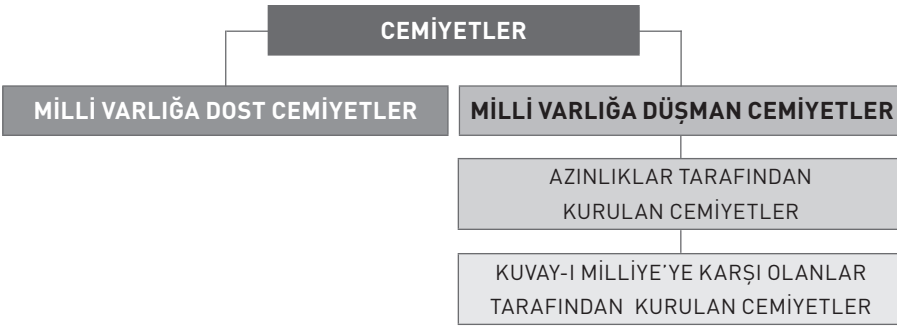 CEMİYETLER
MİLLİ VARLIĞA DOST CEMİYETLER
MİLLİ VARLIĞA DÜŞMAN CEMİYETLER
AZINLIKLAR TARAFINDAN
KURULAN CEMİYETLER
KUVAY-I MİLLİYE'YE KARŞI OLANLAR
TARAFINDAN KURULAN CEMİYETLER